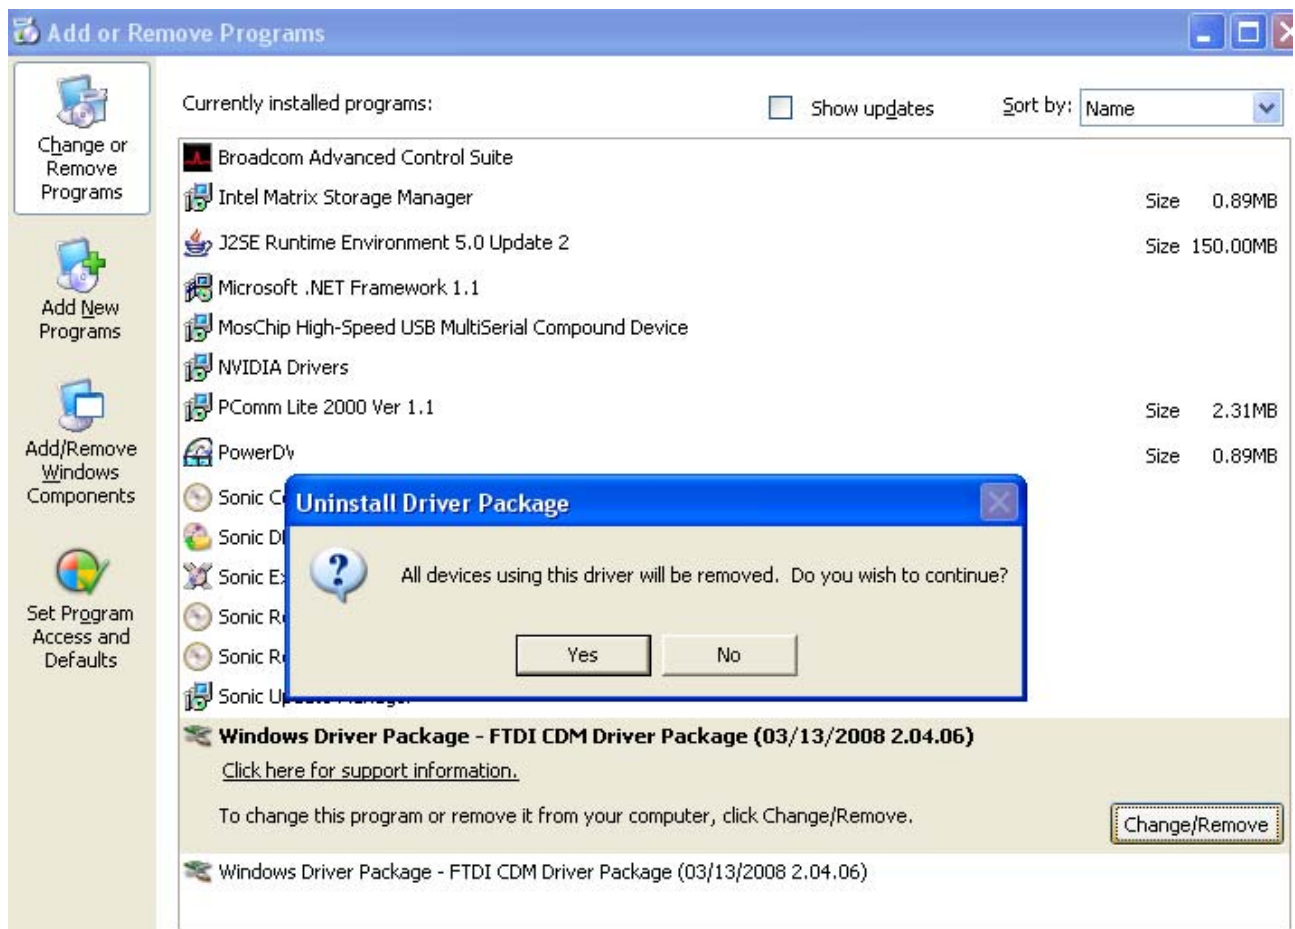 Add or Remove Programs
Change or
Remove
Programs
Add New
Programs
Add/Remove
Windows
Components
Set Program
Access and
Defaults
Currently installed programs:
Show updates
Sort by: Name
Broadcom Advanced Control Suite
Intel Matrix Storage Manager Size 0.89MB
J2SE Runtime Environment 5.0 Update 2 Size 150.00MB
Microsoft .NET Framework 1.1
MosChip High-Speed USB MultiSerial Compound Device
NVIDIA Drivers
PComm Lite 2000 Ver 1.1 Size 2.31MB
Size 0.89MB
Sonic
Sonic
Sonic
Sonic
Sonic
Sonic
Uninstall Driver Package
All devices using this driver will be removed. Do you wish to continue?
Yes
No
Windows Driver Package - FTDI CDM Driver Package (03/13/2008 2.04.06)
Click here for support information.
To change this program or remove it from your computer, click Change/Remove.
Change/Remove
Windows Driver Package - FTDI CDM Driver Package (03/13/2008 2.04.06)